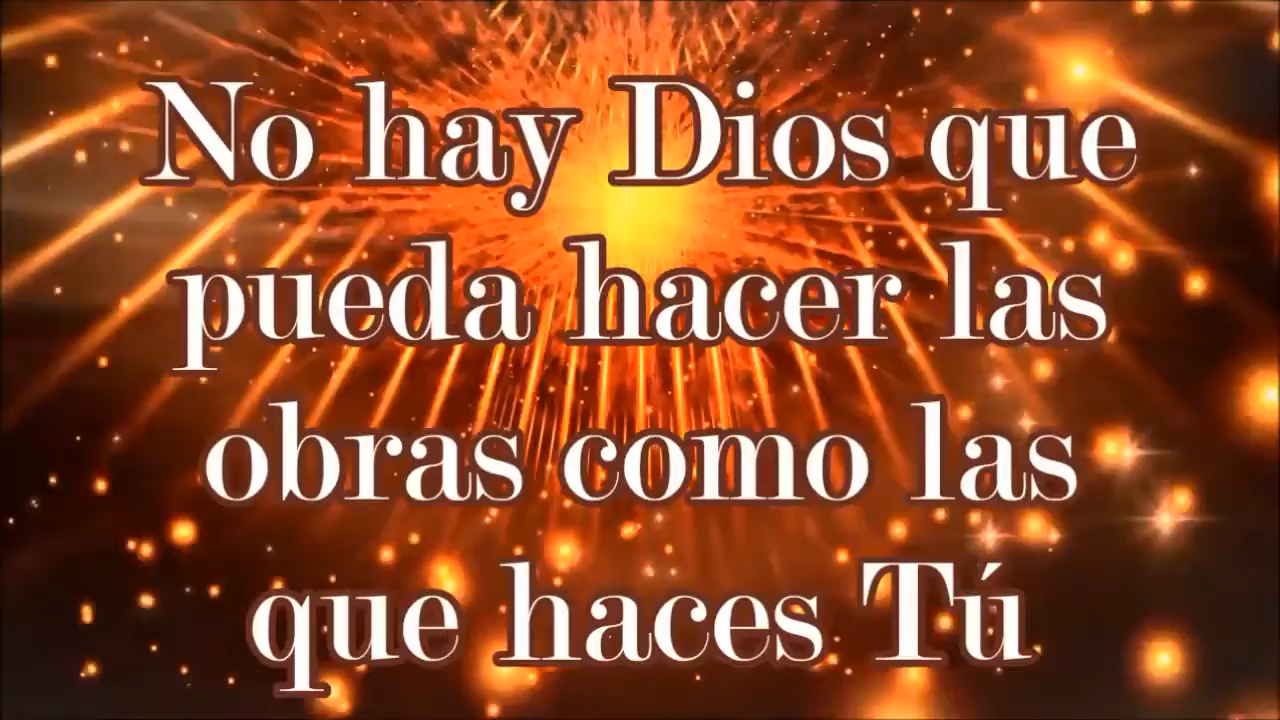 No hay Dios que
pueda hacer las
obras como las
que haces Tú